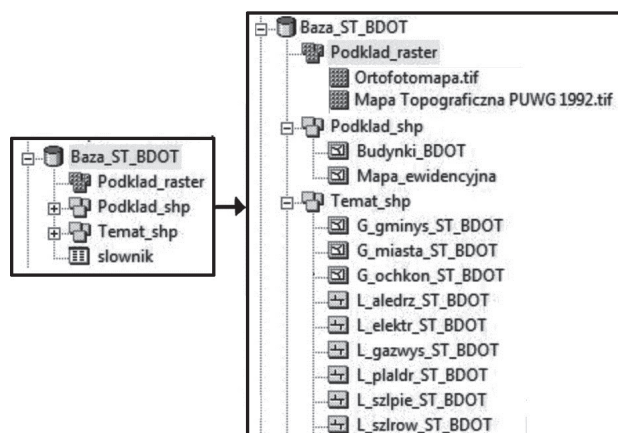 Baza_ST_BDOT
Podklad_raster
Podklad_shp
Temat_shp
slownik
Baza_ST_BDOT
Podklad_raster
Ortofotomapa.tif
Mapa Topograficzna PUWG 1992.tif
Podklad_shp
Budynki_BDOT
Mapa_ewidencyjna
Temat_shp
G_gminys_ST_BDOT
G_miasta_ST_BDOT
G_ochkon_ST_BDOT
L_aledrz_ST_BDOT
L_elektr_ST_BDOT
L_gazwys_ST_BDOT
L_plaldr_ST_BDOT
L_szlpie_ST_BDOT
L_szlrow_ST_BDOT